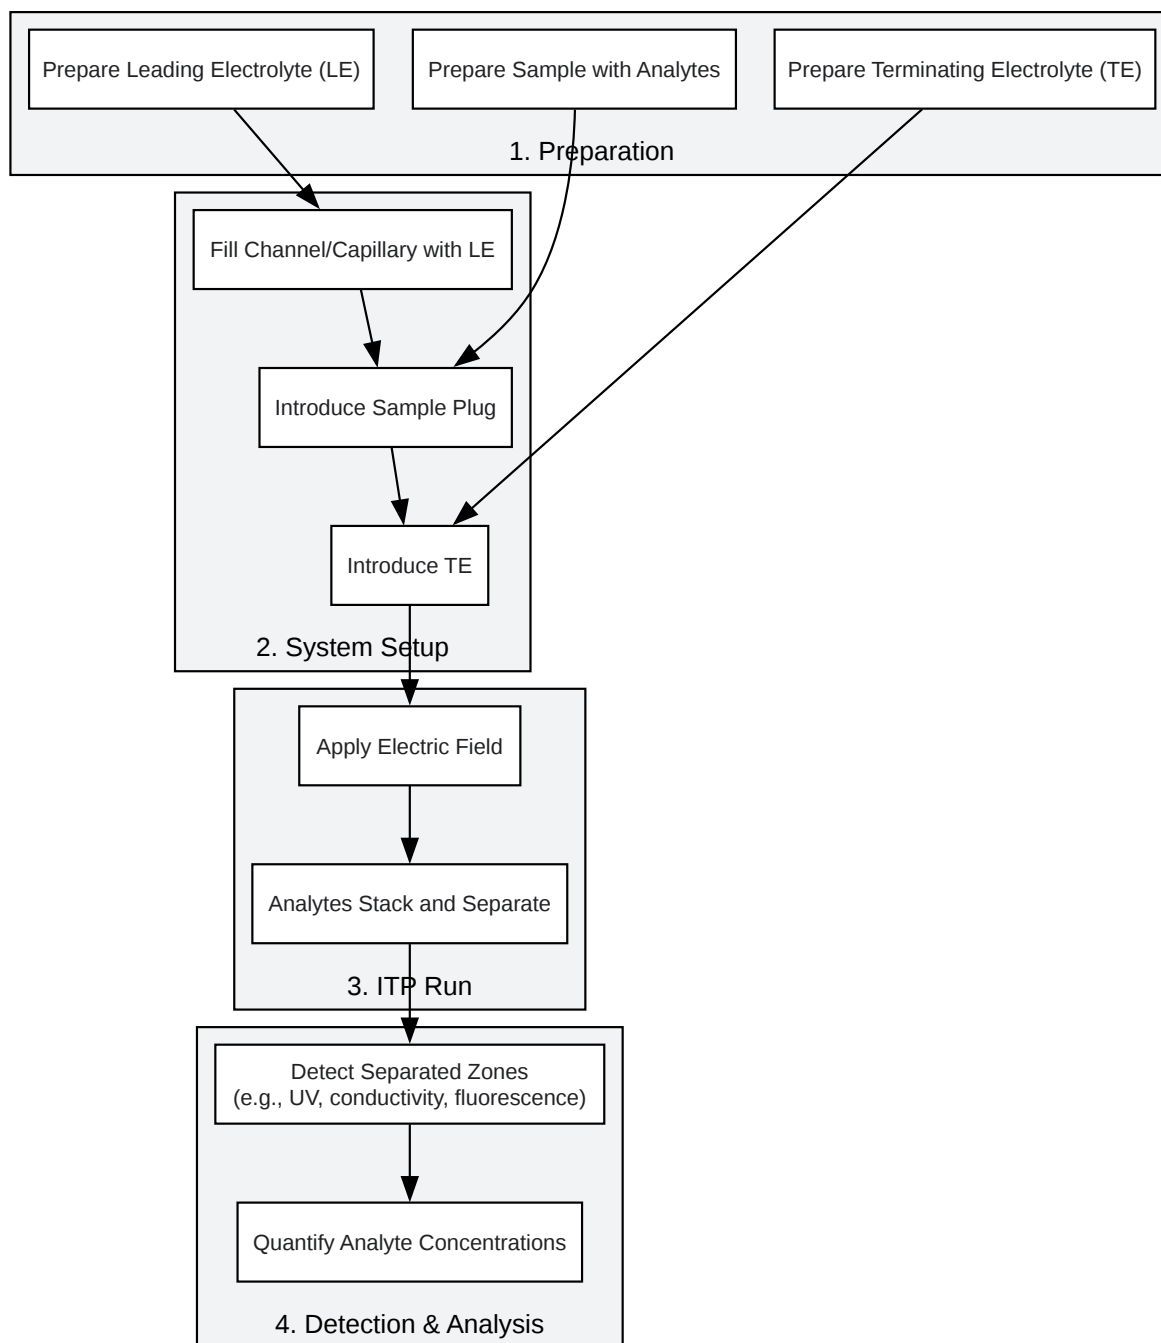 Prepare Leading Electrolyte (LE)
Prepare Sample with Analytes
Prepare Terminating Electrolyte (TE)
1. Preparation
Fill Channel/Capillary with LE
Introduce Sample Plug
Introduce TE
2. System Setup
Apply Electric Field
Analytes Stack and Separate
3. ITP Run
Detect Separated Zones
(e.g., UV, conductivity, fluorescence)
Quantify Analyte Concentrations
4. Detection & Analysis